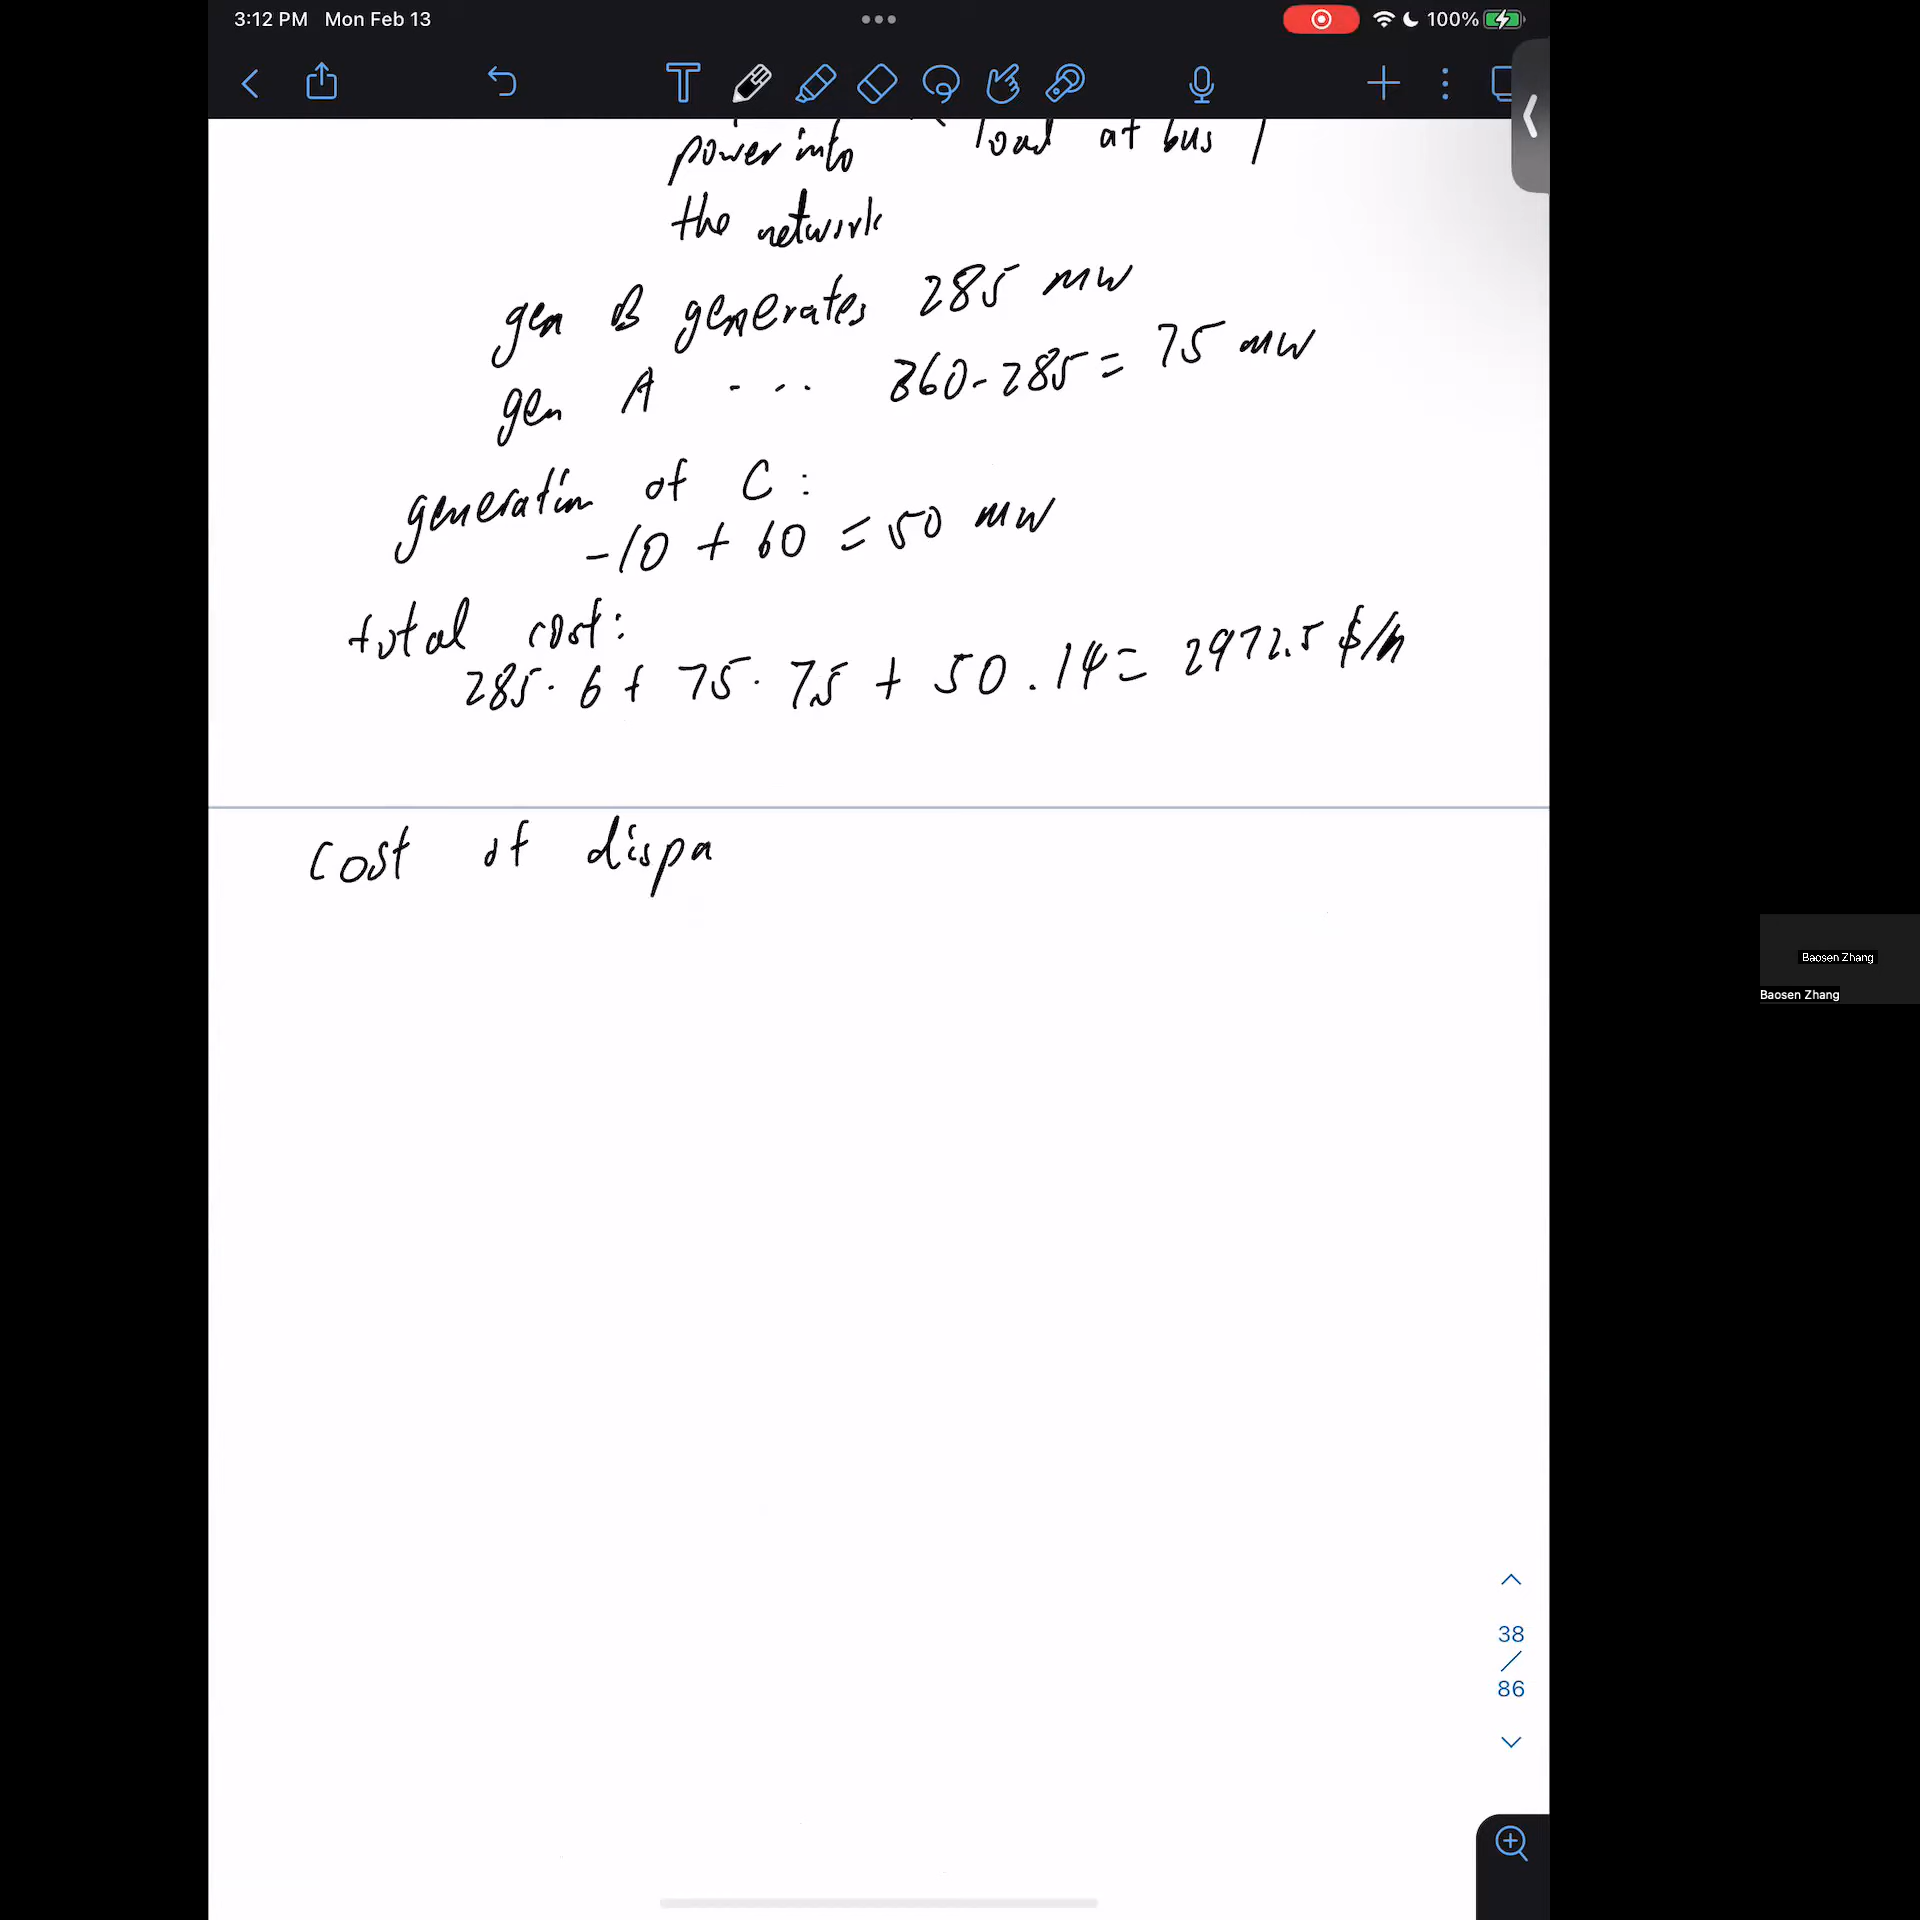 3:12 PM Mon Feb 13
100%
power into load at bus 1
the network
gen B generates 285 MW
gen A ... 360-285 = 75 MW
generation of C:
-10 + 60 = 50 MW
total cost:
285·6 + 75·7.5 + 50.14 = 2972.5 $/h
cost of dispa
Baosen Zhang
Baosen Zhang
38
/
86